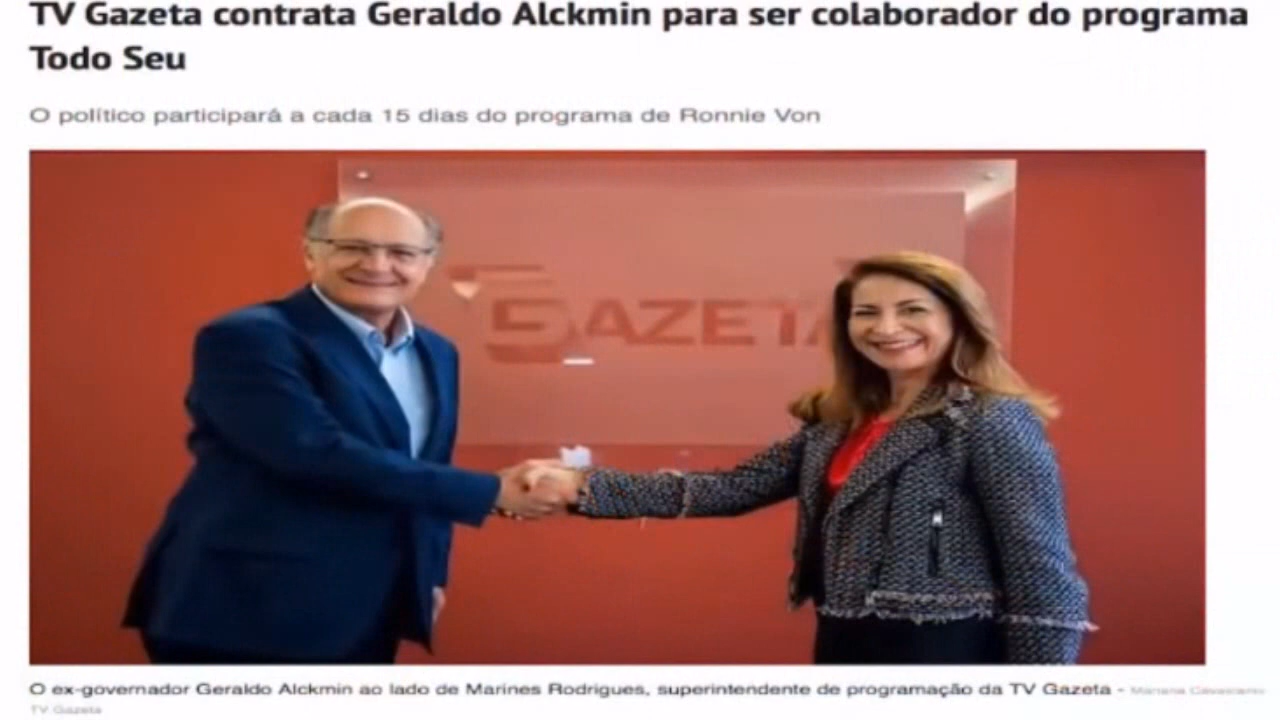 TV Gazeta contrata Geraldo Alckmin para ser colaborador do programa
Todo Seu
O político participará a cada 15 dias do programa de Ronnie Von
GAZETA
O ex-governador Geraldo Alckmin ao lado de Marines Rodrigues, superintendente de programação da TV Gazeta -
TV Gazeta